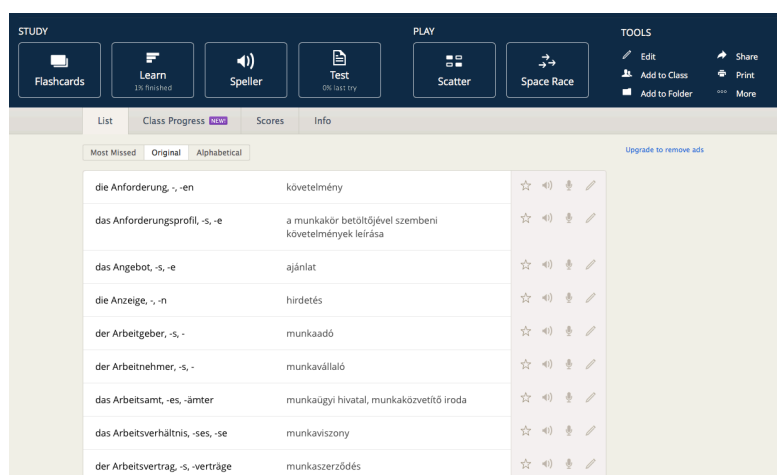 STUDY
PLAY
TOOLS
Flashcards
Learn
1% finished
Speller
Test
0% last try
Scatter
Space Race
Edit
Share
Add to Class
Print
Add to Folder
More
List
Class Progress NEW!
Scores
Info
Most Missed
Original
Alphabetical
Upgrade to remove ads
die Anforderung, -, -en követelmény
das Anforderungsprofil, -s, -e a munkakör betöltőjével szembeni
követelmények leírása
das Angebot, -s, -e ajánlat
die Anzeige, -, -n hirdetés
der Arbeitgeber, -s, - munkaadó
der Arbeitnehmer, -s, - munkavállaló
das Arbeitsamt, -es, -ämter munkaügyi hivatal, munkaközvetítő iroda
das Arbeitsverhältnis, -ses, -se munkaviszony
der Arbeitsvertrag, -s, -verträge munkaszerződés